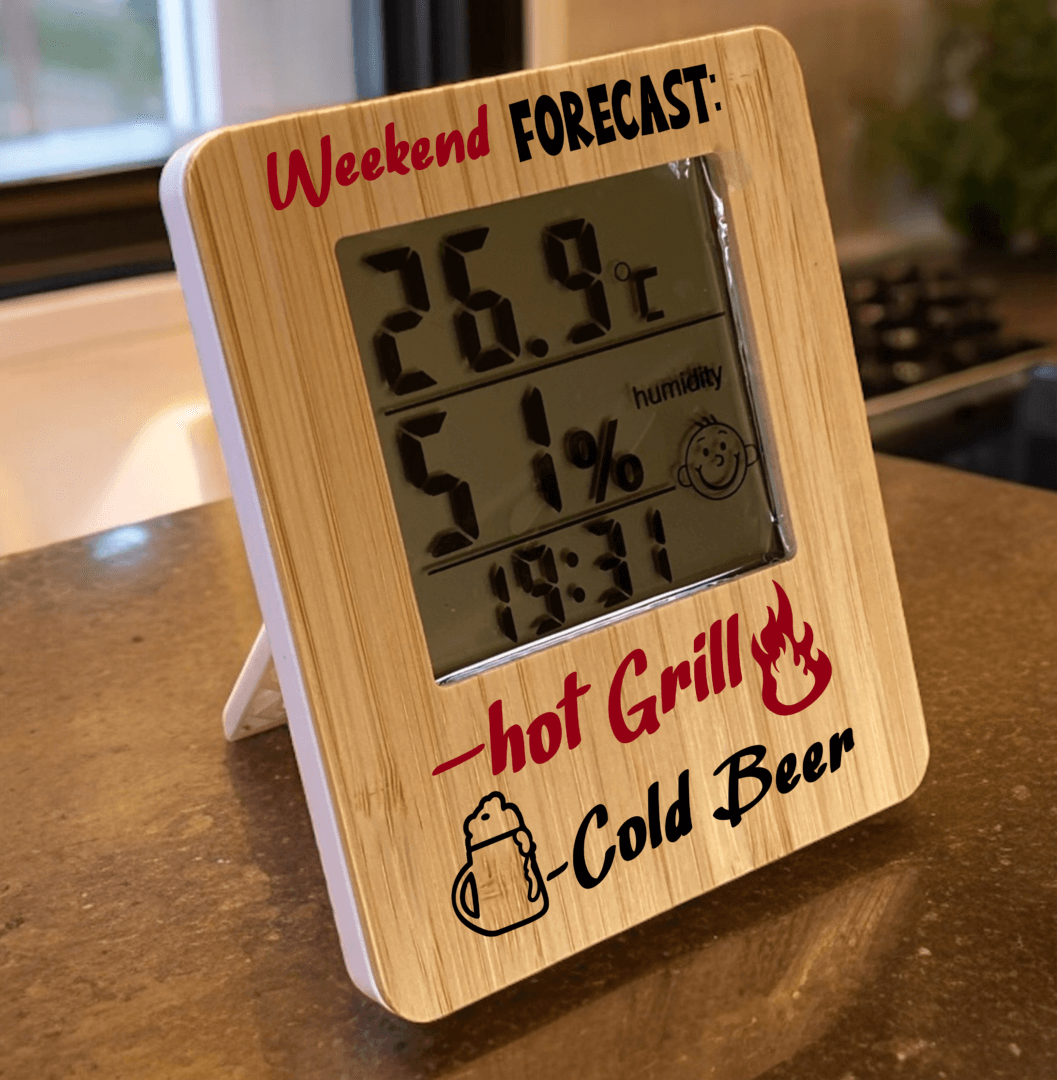 Weekend FORECAST:
26.9 °C
humidity
51 %
19:31
-hot Grill
-Cold Beer